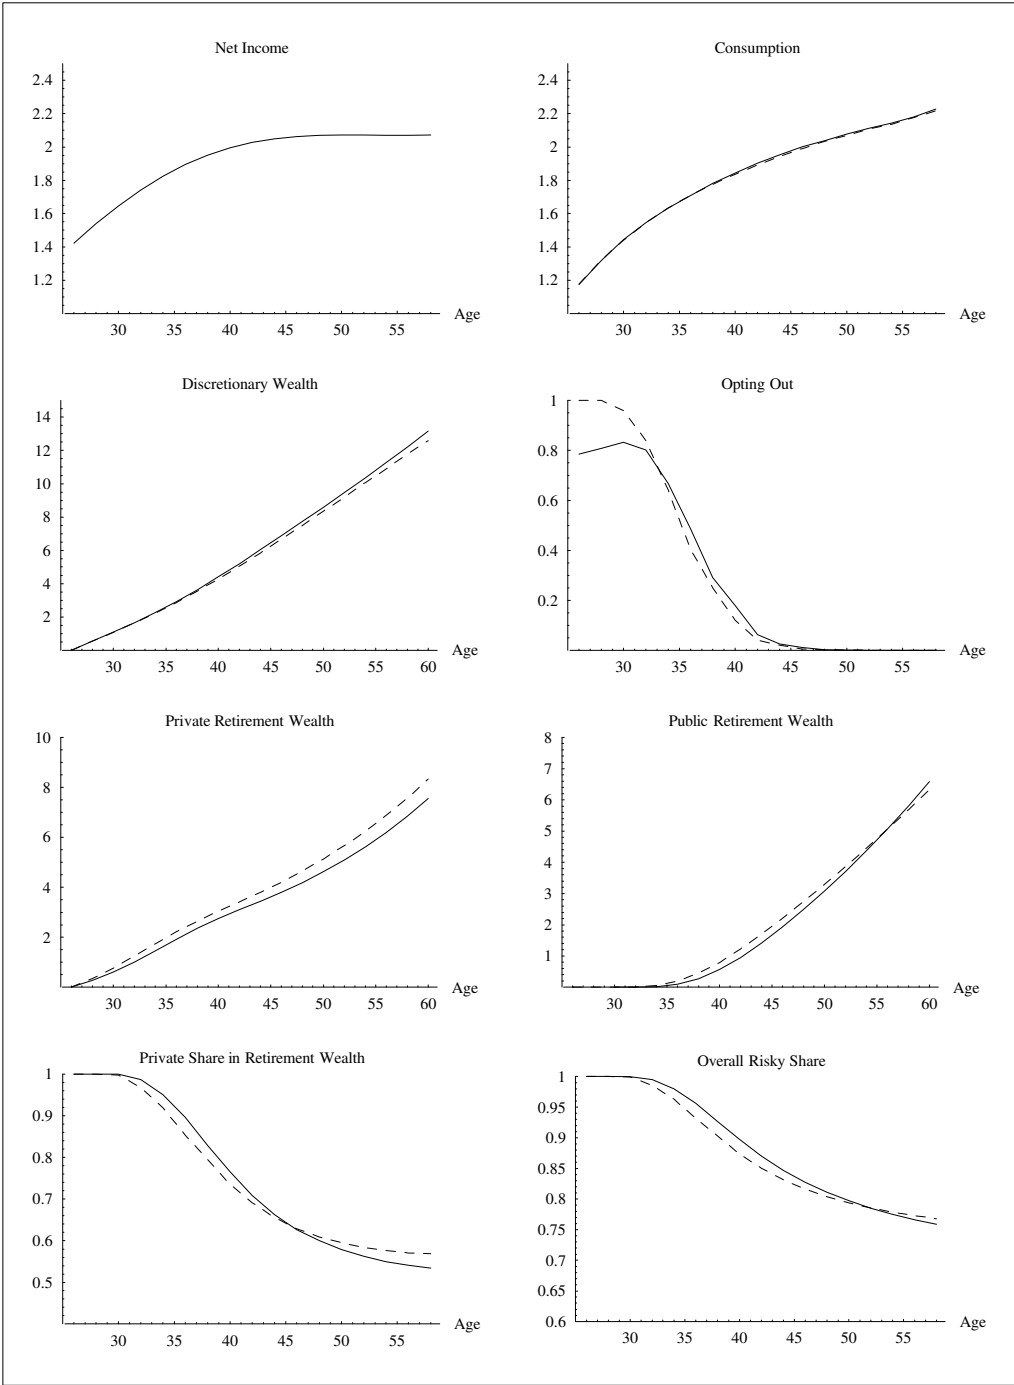 Net Income
2.4
2.2
2
1.8
1.6
1.4
1.2
30 35 40 45 50 55
Age
Consumption
2.4
2.2
2
1.8
1.6
1.4
1.2
30 35 40 45 50 55
Age
Discretionary Wealth
14
12
10
8
6
4
2
30 35 40 45 50 55 60
Age
Opting Out
1
0.8
0.6
0.4
0.2
30 35 40 45 50 55
Age
Private Retirement Wealth
10
8
6
4
2
30 35 40 45 50 55 60
Age
Public Retirement Wealth
8
7
6
5
4
3
2
1
30 35 40 45 50 55 60
Age
Private Share in Retirement Wealth
1
0.9
0.8
0.7
0.6
0.5
30 35 40 45 50 55
Age
Overall Risky Share
1
0.95
0.9
0.85
0.8
0.75
0.7
0.65
0.6
30 35 40 45 50 55
Age